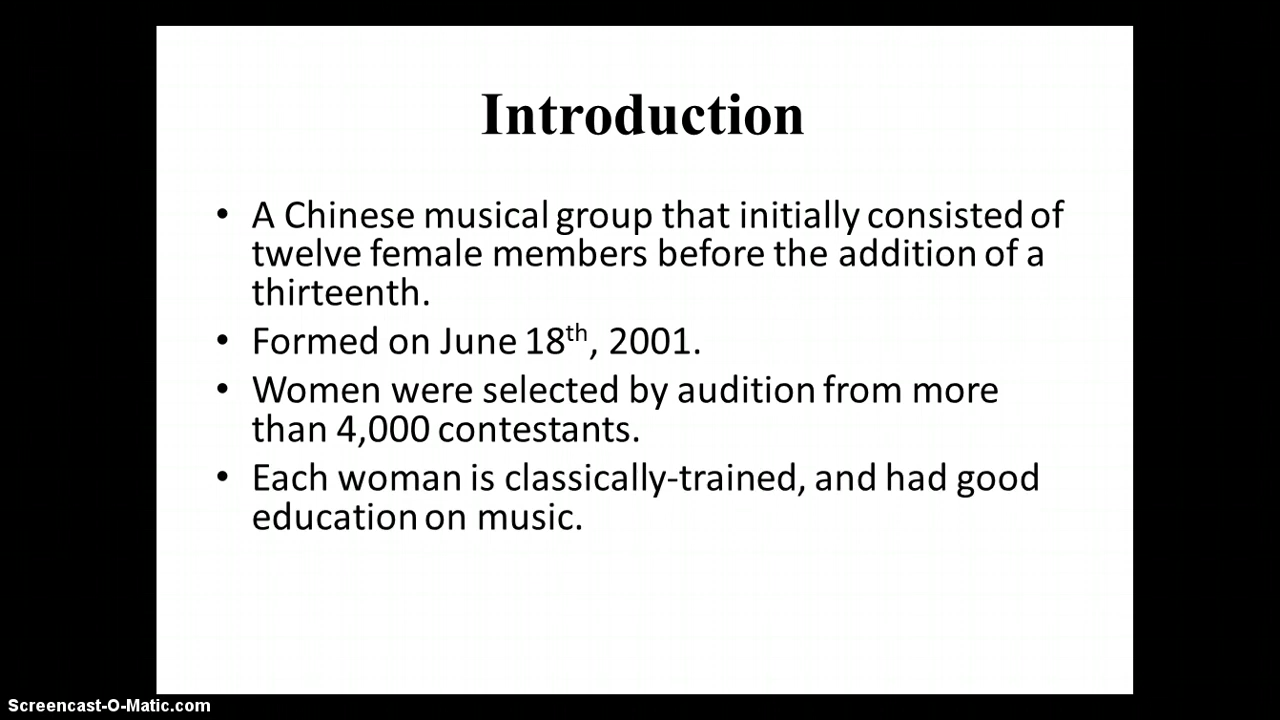 Introduction
• A Chinese musical group that initially consisted of
twelve female members before the addition of a
thirteenth.
• Formed on June 18th, 2001.
• Women were selected by audition from more
than 4,000 contestants.
• Each woman is classically-trained, and had good
education on music.
Screencast-O-Matic.com